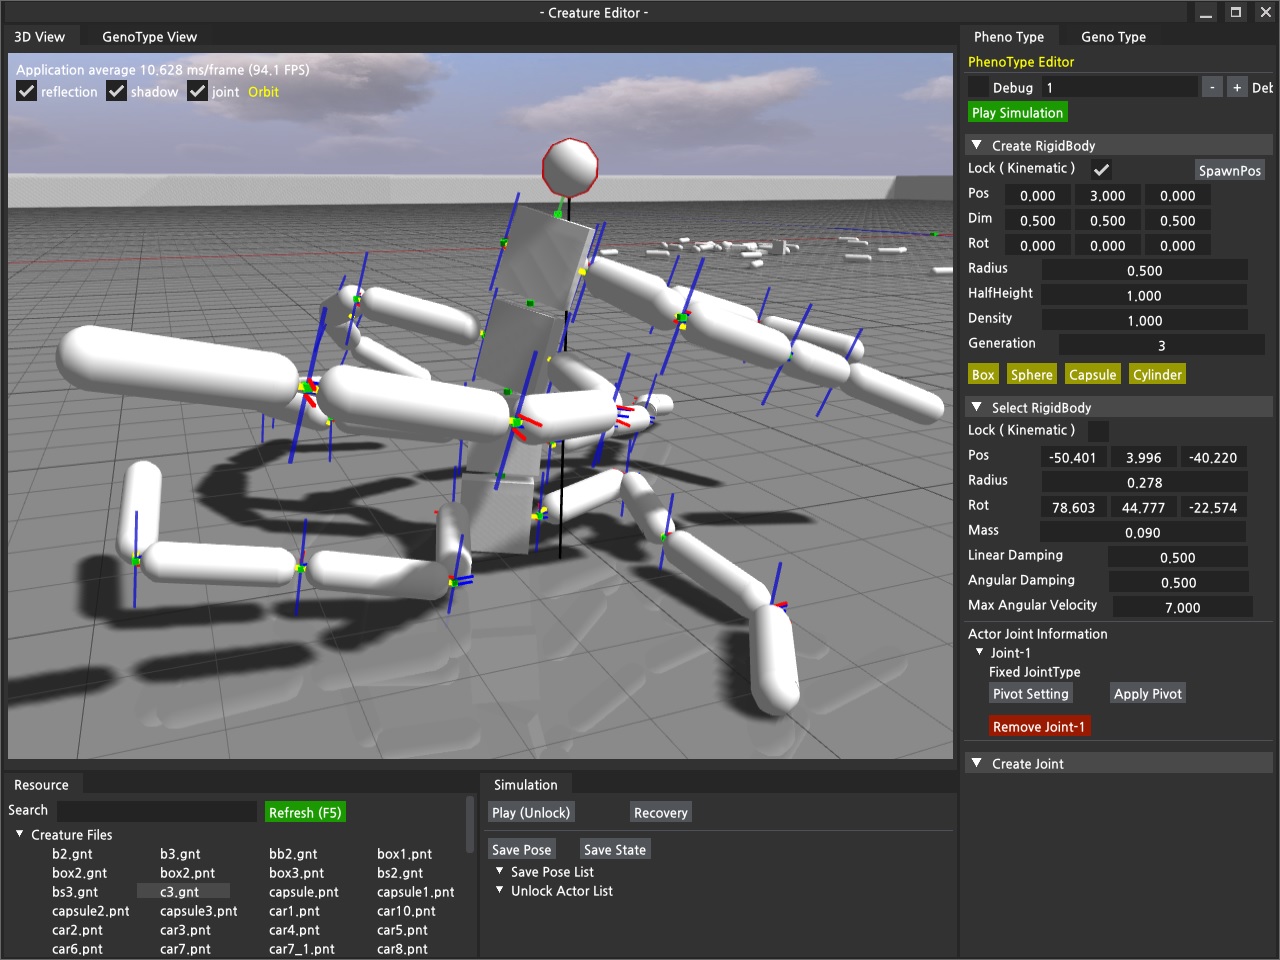 - Creature Editor -
3D View GenoType View
Application average 10.628 ms/frame (94.1 FPS)
reflection shadow joint Orbit
Pheno Type Geno Type
PhenoType Editor
Debug 1 - + Det
Play Simulation
Create RigidBody
Lock ( Kinematic ) SpawnPos
Pos 0.000 3.000 0.000
Dim 0.500 0.500 0.500
Rot 0.000 0.000 0.000
Radius 0.500
HalfHeight 1.000
Density 1.000
Generation 3
Box Sphere Capsule Cylinder
Select RigidBody
Lock ( Kinematic )
Pos -50.401 3.996 -40.220
Radius 0.278
Rot 78.603 44.777 -22.574
Mass 0.090
Linear Damping 0.500
Angular Damping 0.500
Max Angular Velocity 7.000
Actor Joint Information
Joint-1
Fixed JointType
Pivot Setting Apply Pivot
Remove Joint-1
Create Joint
Resource
Search Refresh (F5)
Creature Files
b2.gnt b3.gnt bb2.gnt box1.pnt
box2.gnt box2.pnt box3.pnt bs2.gnt
bs3.gnt c3.gnt capsule.pnt capsule1.pnt
capsule2.pnt capsule3.pnt car1.pnt car10.pnt
car2.pnt car3.pnt car4.pnt car5.pnt
car6.pnt car7.pnt car7_1.pnt car8.pnt
Simulation
Play (Unlock) Recovery
Save Pose Save State
Save Pose List
Unlock Actor List